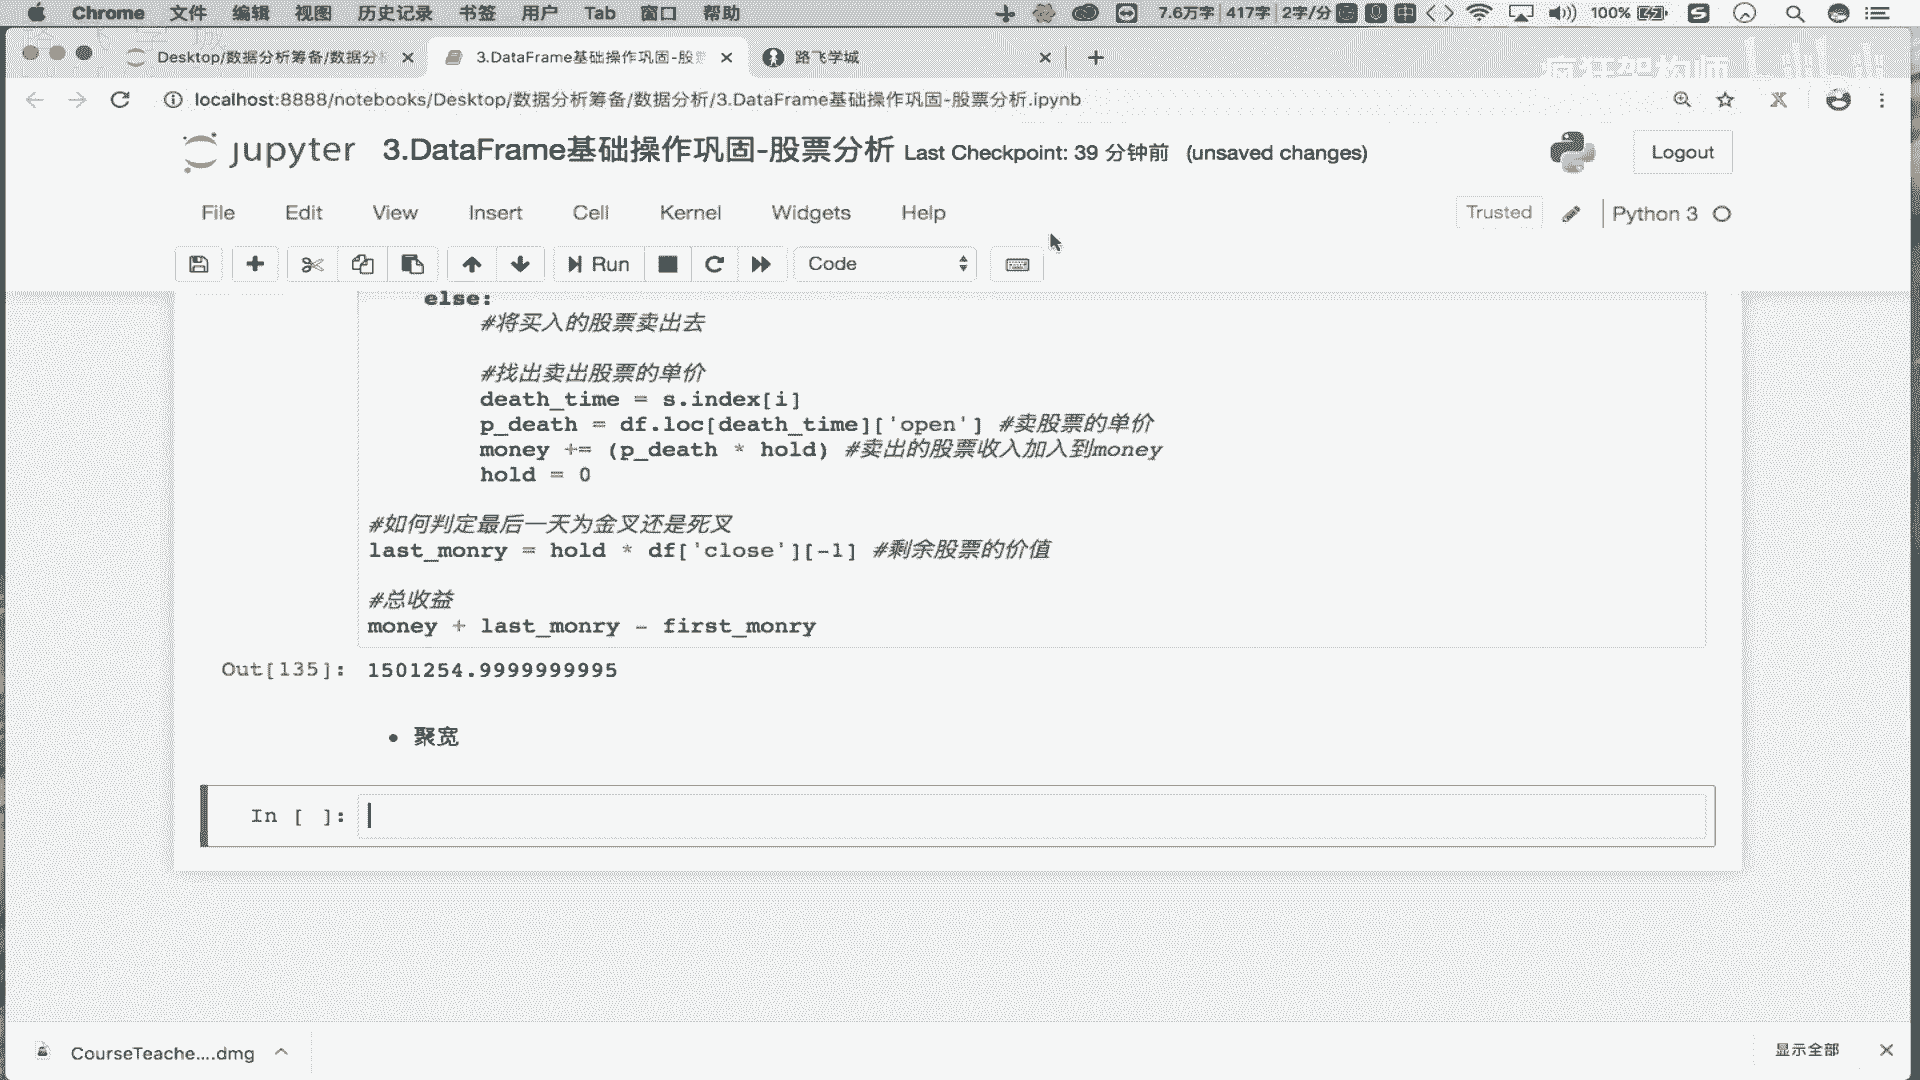 Chrome 文件 编辑 视图 历史记录 书签 用户 Tab 窗口 帮助 7.6万字 417字 2字/分 100%
Desktop/数据分析筹备/数据分析 3.DataFrame基础操作巩固-股票 路飞学城
疯狂架构师
localhost:8888/notebooks/Desktop/数据分析筹备/数据分析/3.DataFrame基础操作巩固-股票分析.ipynb
jupyter 3.DataFrame基础操作巩固-股票分析 Last Checkpoint: 39 分钟前 (unsaved changes) Logout
File Edit View Insert Cell Kernel Widgets Help Trusted Python 3
Run Code
else:
#将买入的股票卖出去
#找出卖出股票的单价
death_time = s.index[i]
p_death = df.loc[death_time]['open'] #卖股票的单价
money += (p_death * hold) #卖出的股票收入加入到money
hold = 0
#如何判定最后一天为金叉还是死叉
last_monry = hold * df['close'][-1] #剩余股票的价值
#总收益
money + last_monry - first_monry
Out[135]: 1501254.9999999995
• 聚宽
In [ ]:
CourseTeache....dmg 显示全部